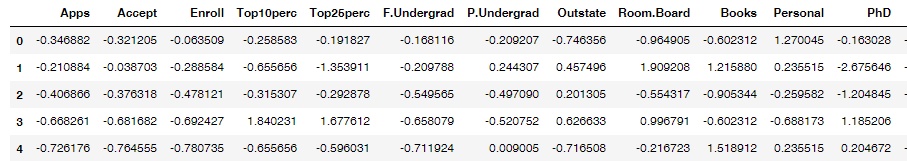 Apps Accept Enroll Top10perc Top25perc F.Undergrad P.Undergrad Outstate Room.Board Books Personal PhD
0 -0.346882 -0.321205 -0.063509 -0.258583 -0.191827 -0.168116 -0.209207 -0.746356 -0.964905 -0.602312 1.270045 -0.163028
1 -0.210884 -0.038703 -0.288584 -0.655656 -1.353911 -0.209788 0.244307 0.457496 1.909208 1.215880 0.235515 -2.675646
2 -0.406866 -0.376318 -0.478121 -0.315307 -0.292878 -0.549565 -0.497090 0.201305 -0.554317 -0.905344 -0.259582 -1.204845
3 -0.668261 -0.681682 -0.692427 1.840231 1.677612 -0.658079 -0.520752 0.626633 0.996791 -0.602312 -0.688173 1.185206
4 -0.726176 -0.764555 -0.780735 -0.655656 -0.596031 -0.711924 0.009005 -0.716508 -0.216723 1.518912 0.235515 0.204672